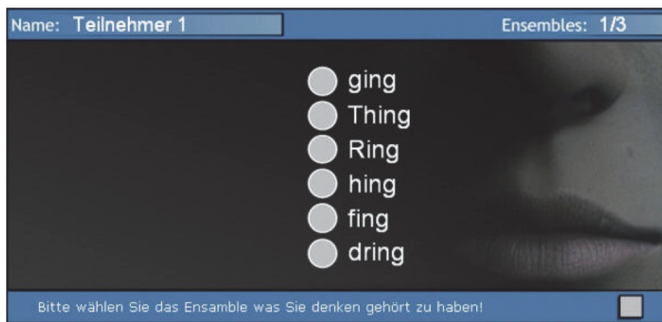 Name: Teilnehmer 1 Ensembles: 1/3
ging
Thing
Ring
hing
fing
dring
Bitte wählen Sie das Ensamble was Sie denken gehört zu haben!